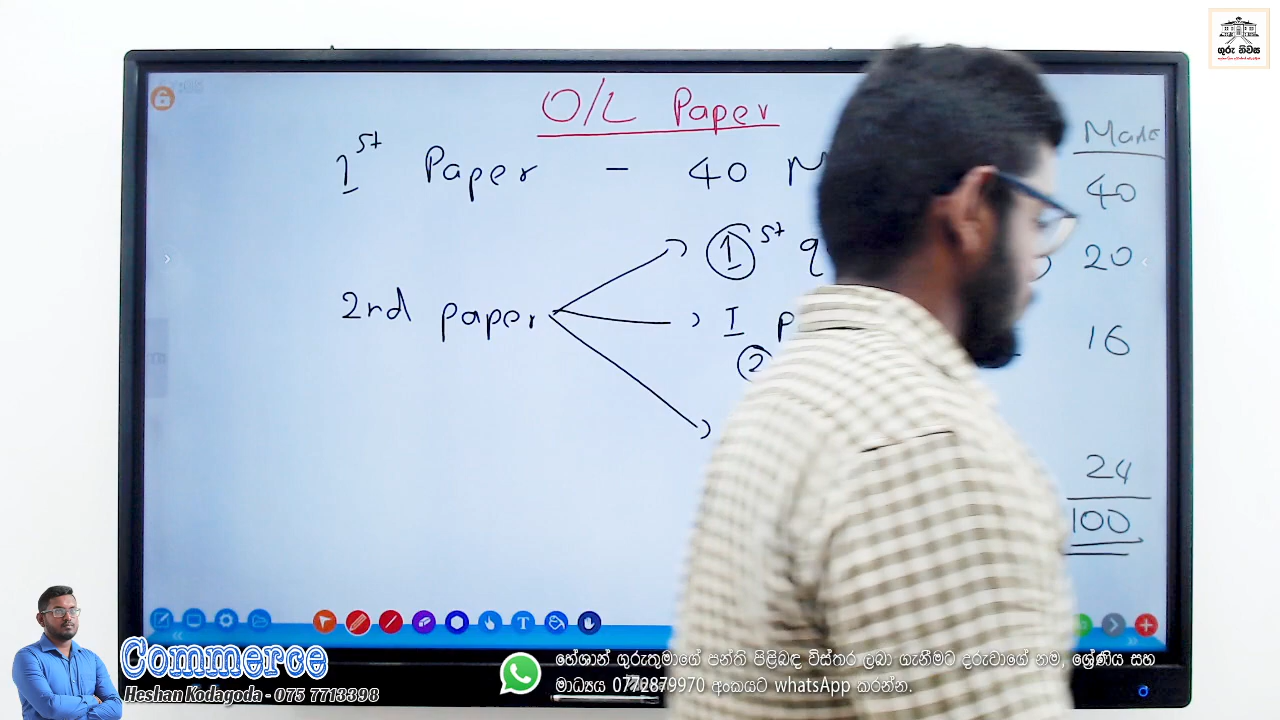 ගුරු නිවස
O/L Paper
1st Paper - 40 M
Marks
40
1st q
20
2nd paper
I p
16
2
24
100
Commerce
Heshan Kodagoda - 075 7713398
හේශාන් ගුරුතුමාගේ පන්ති පිළිබඳ විස්තර ලබා ගැනීමට දරුවාගේ නම, ශ්‍රේණිය සහ
මාධ්‍යය 0772879970 අංකයට whatsApp කරන්න.